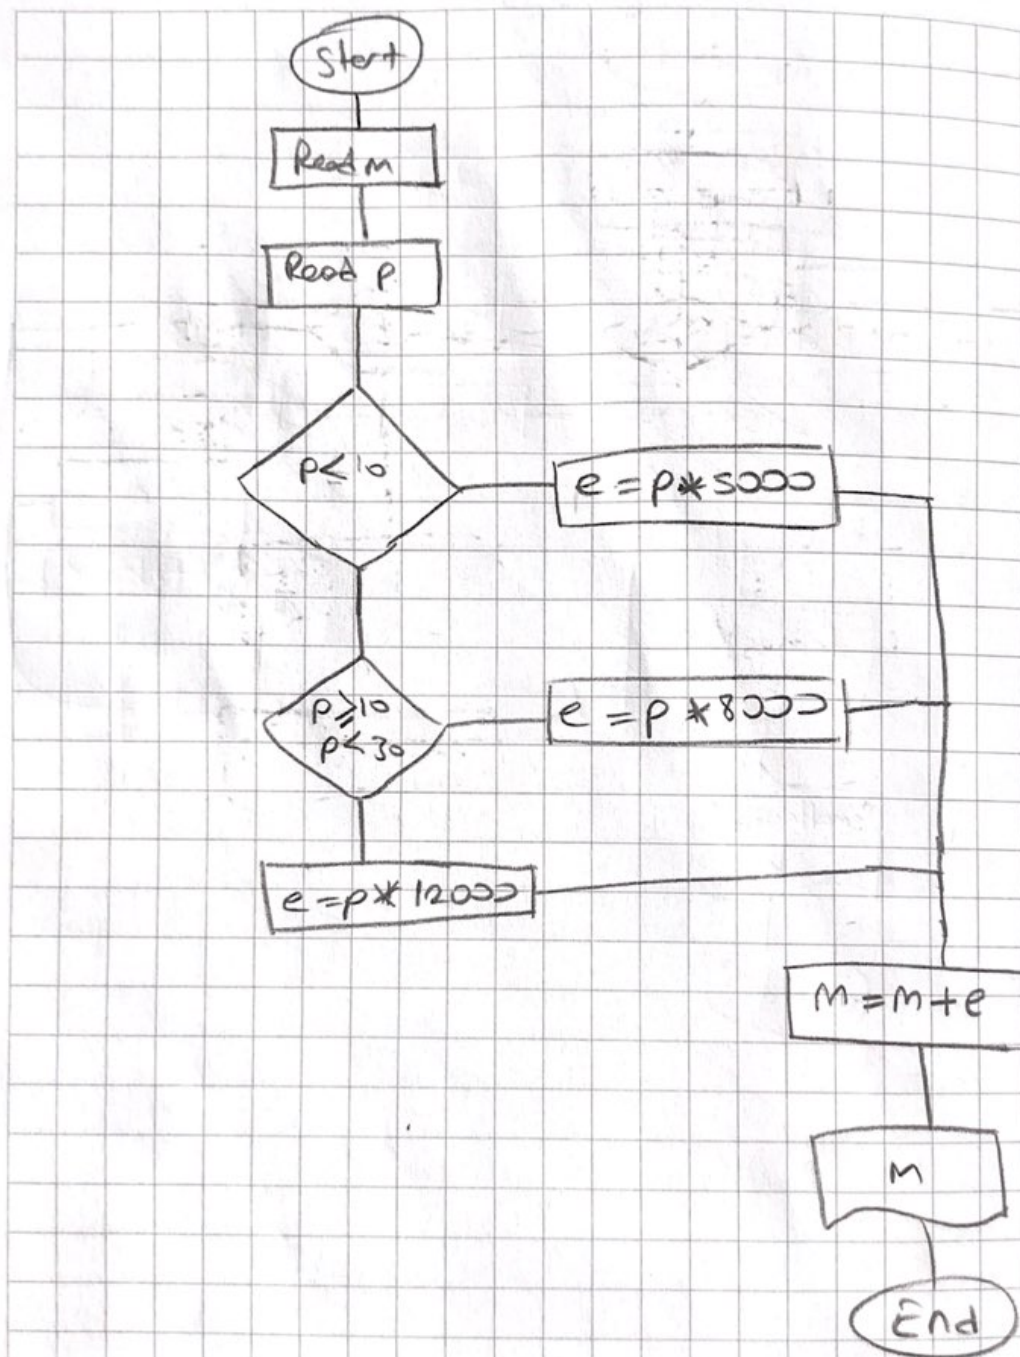 Start
Read m
Read p
p<10
e = p*5000
p≥10
p<30
e = p*8000
e=p*12000
m=m+e
m
End